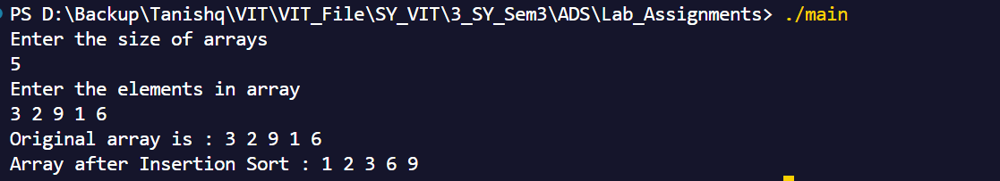 PS D:\Backup\Tanishq\VIT\VIT_File\SY_VIT\3_SY_Sem3\ADS\Lab_Assignments> ./main
Enter the size of arrays
5
Enter the elements in array
3 2 9 1 6
Original array is : 3 2 9 1 6
Array after Insertion Sort : 1 2 3 6 9